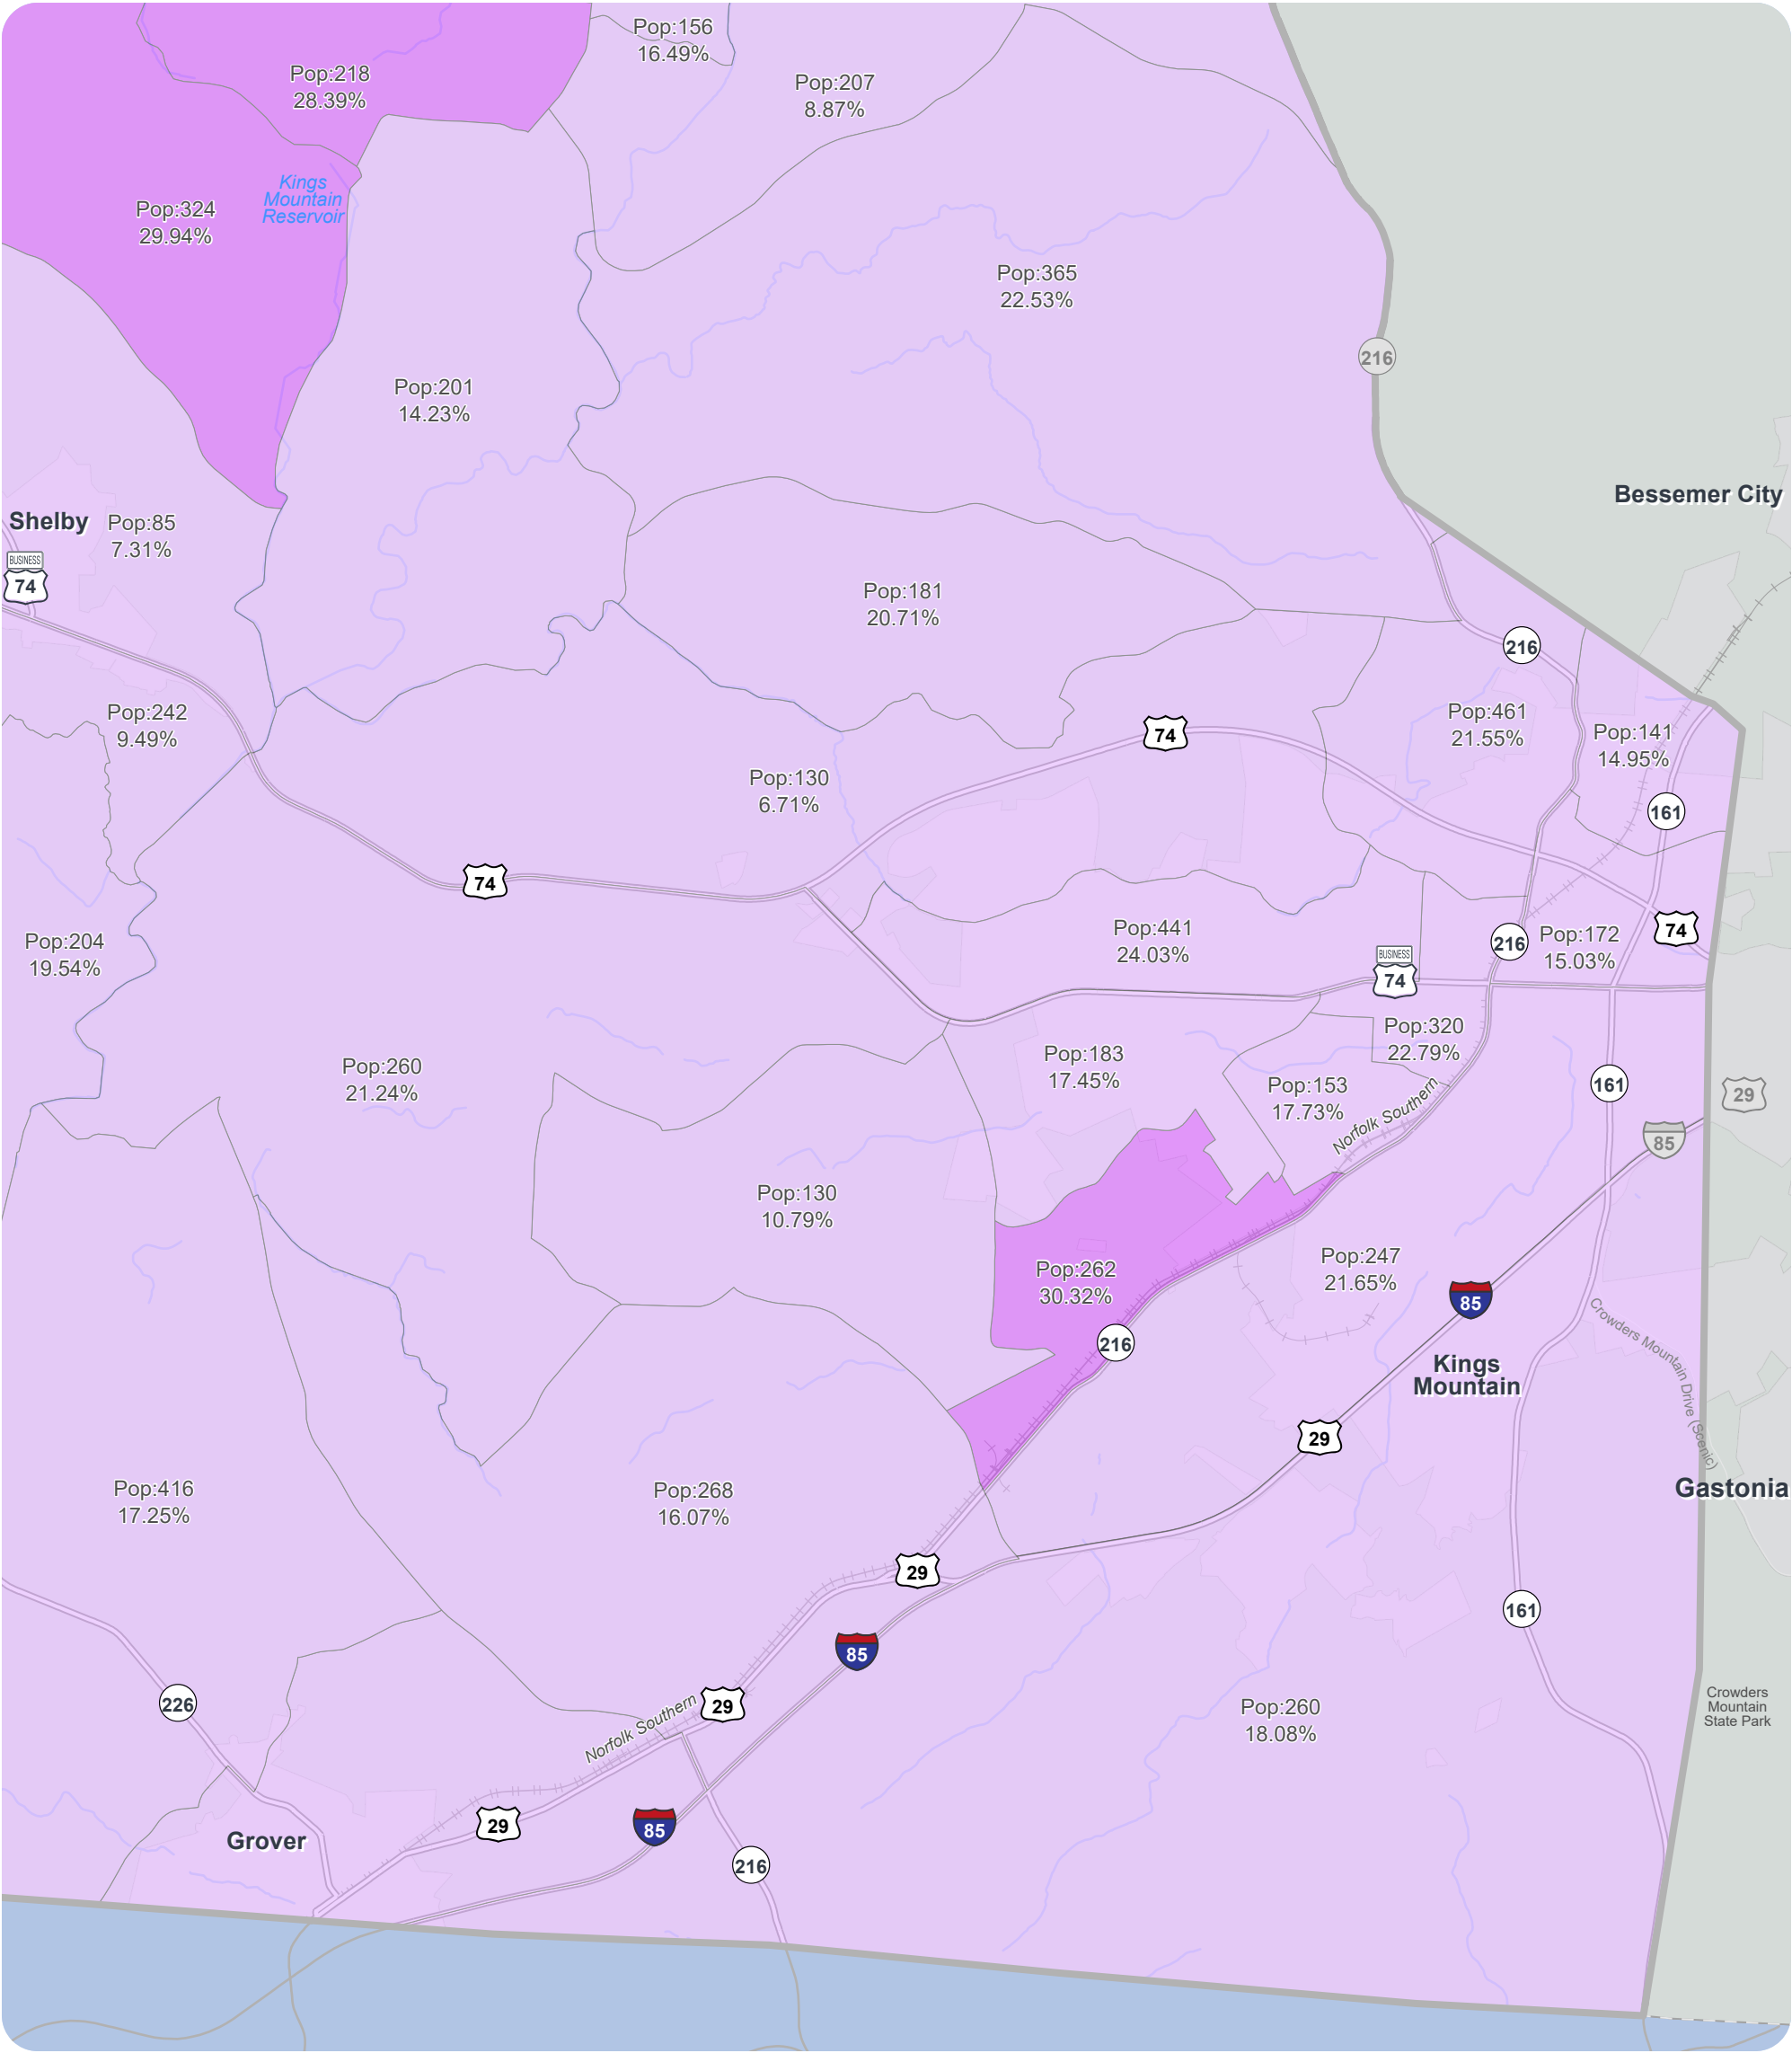 Pop:156
16.49%
Pop:218
28.39%
Pop:207
8.87%
Kings
Mountain
Reservoir
Pop:324
29.94%
Pop:365
22.53%
216
Pop:201
14.23%
Bessemer City
Shelby
Pop:85
7.31%
BUSINESS
74
Pop:181
20.71%
216
Pop:242
9.49%
Pop:461
21.55%
Pop:141
14.95%
74
Pop:130
6.71%
161
74
Pop:204
19.54%
Pop:441
24.03%
216
Pop:172
15.03%
74
BUSINESS
74
Pop:320
22.79%
Pop:183
17.45%
Pop:260
21.24%
Pop:153
17.73%
Norfolk Southern
161
29
85
Pop:130
10.79%
Pop:262
30.32%
Pop:247
21.65%
85
216
Crowders Mountain Drive (Scenic)
Kings
Mountain
29
Gastonia
Pop:416
17.25%
Pop:268
16.07%
29
161
85
226
29
Norfolk Southern
Pop:260
18.08%
Crowders
Mountain
State Park
29
85
Grover
216